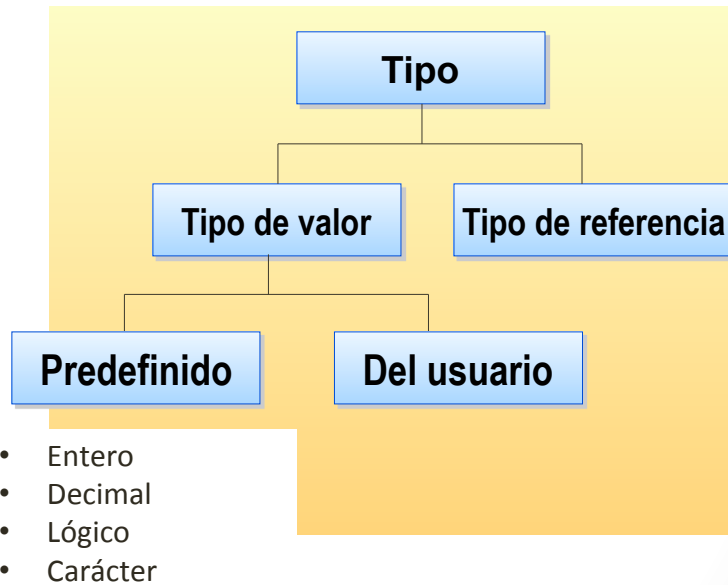 Tipo
Tipo de valor
Tipo de referencia
Predefinido
Del usuario
• Entero
• Decimal
• Lógico
• Carácter